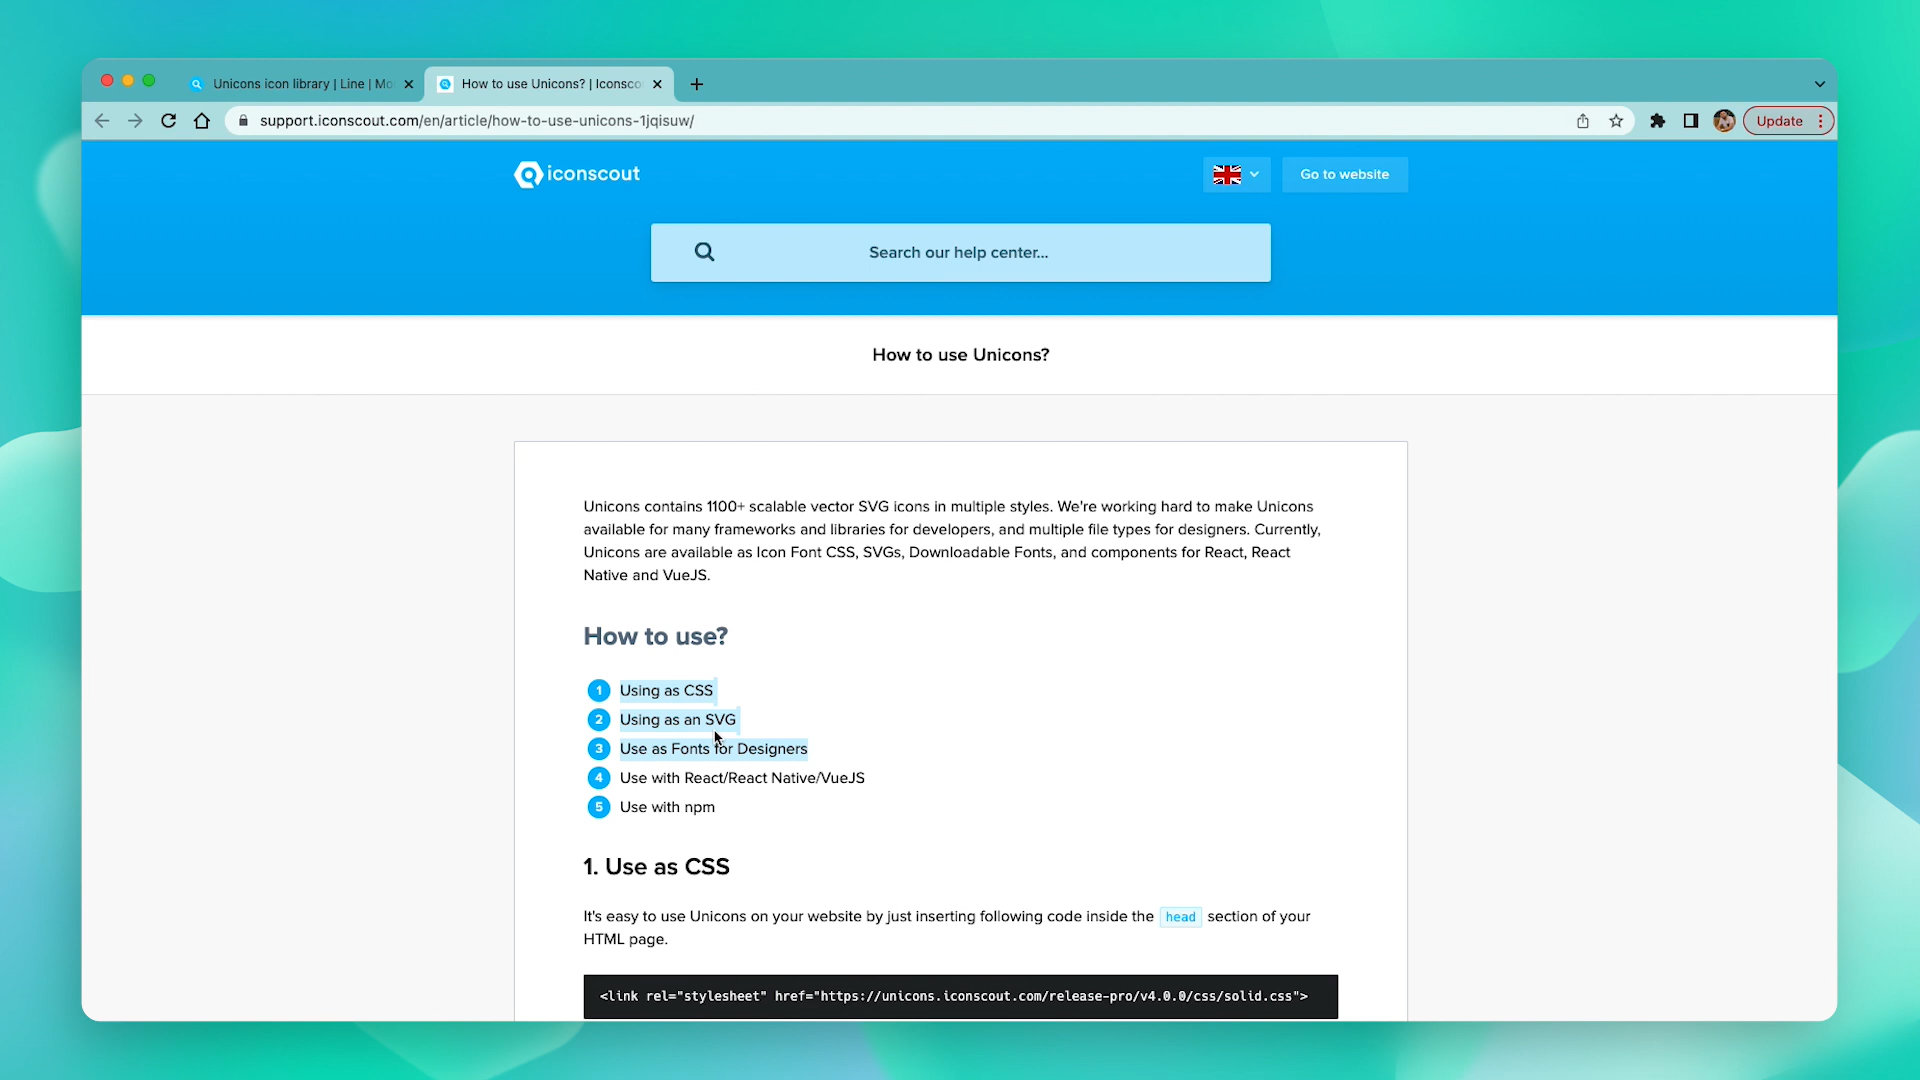 Unicons icon library | Line | Mo
How to use Unicons? | Iconsco
support.iconscout.com/en/article/how-to-use-unicons-1jqisuw/
Update
iconscout
Go to website
Search our help center...
How to use Unicons?
Unicons contains 1100+ scalable vector SVG icons in multiple styles. We're working hard to make Unicons
available for many frameworks and libraries for developers, and multiple file types for designers. Currently,
Unicons are available as Icon Font CSS, SVGs, Downloadable Fonts, and components for React, React
Native and VueJS.
How to use?
1 Using as CSS
2 Using as an SVG
3 Use as Fonts for Designers
4 Use with React/React Native/VueJS
5 Use with npm
1. Use as CSS
It's easy to use Unicons on your website by just inserting following code inside the head section of your
HTML page.
<link rel="stylesheet" href="https://unicons.iconscout.com/release-pro/v4.0.0/css/solid.css">